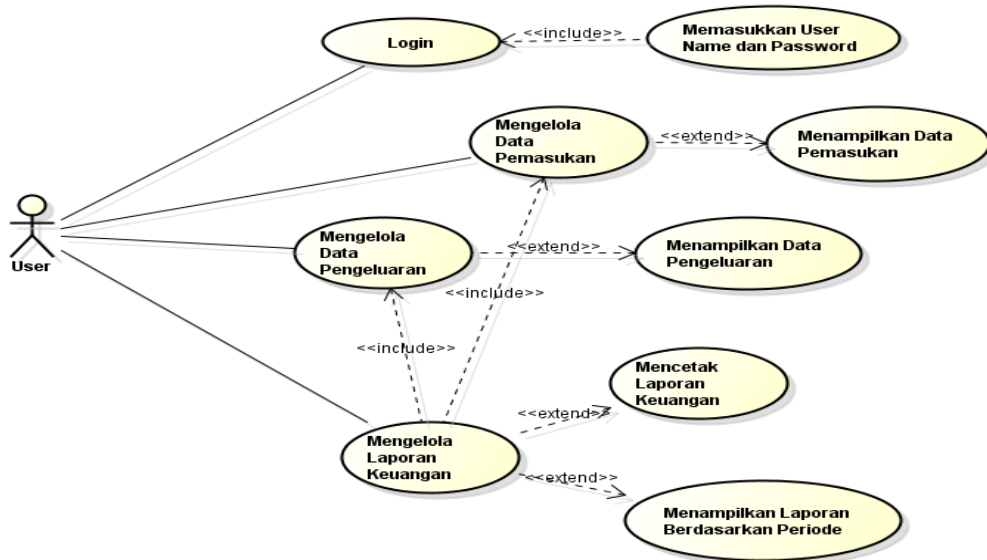 Login
<<include>>
Memasukkan User
Name dan Password
Mengelola
Data
Pemasukan
<<extend>>
Menampilkan Data
Pemasukan
User
Mengelola
Data
Pengeluaran
<<extend>>
Menampilkan Data
Pengeluaran
<<include>>
<<include>>
Mencetak
Laporan
Keuangan
<<extend>>
Mengelola
Laporan
Keuangan
<<extend>>
Menampilkan Laporan
Berdasarkan Periode